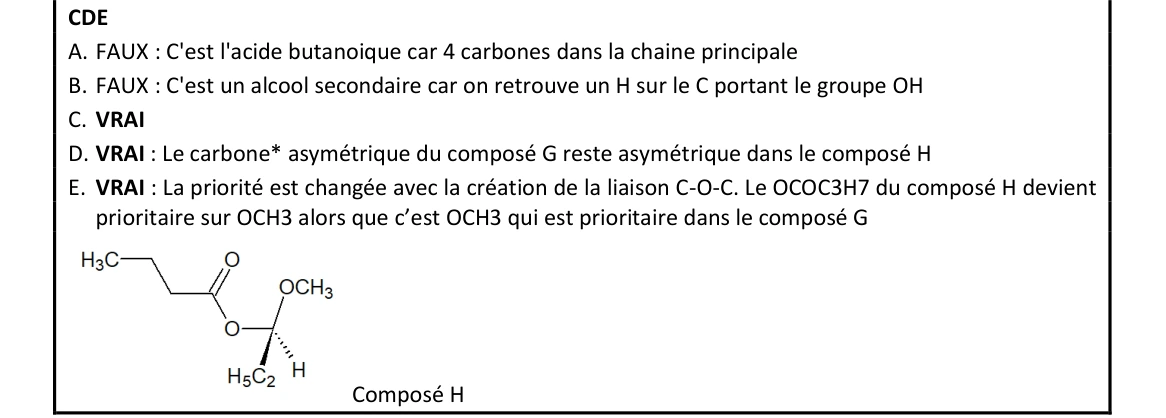 CDE
A. FAUX : C'est l'acide butanoique car 4 carbones dans la chaine principale
B. FAUX : C'est un alcool secondaire car on retrouve un H sur le C portant le groupe OH
C. VRAI
D. VRAI : Le carbone* asymétrique du composé G reste asymétrique dans le composé H
E. VRAI : La priorité est changée avec la création de la liaison C-O-C. Le OCOC3H7 du composé H devient
prioritaire sur OCH3 alors que c’est OCH3 qui est prioritaire dans le composé G
H₃C
O
OCH₃
O
H₅C₂
H
Composé H